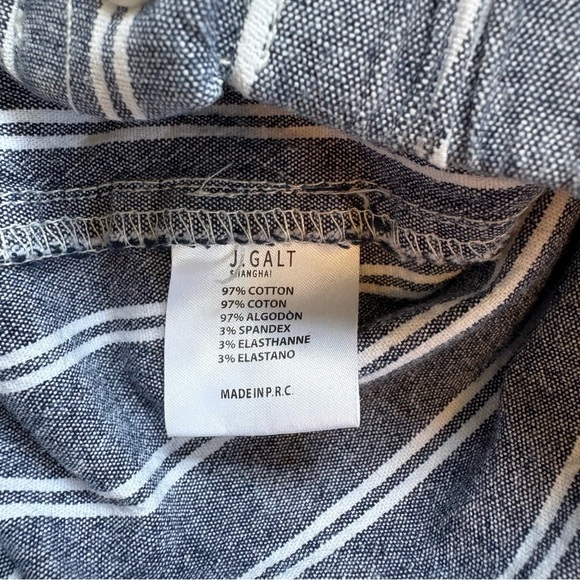 J.GALT
SHANGHAI
97% COTTON
97% COTON
97% ALGODÒN
3% SPANDEX
3% ELASTHANNE
3% ELASTANO
MADE IN P.R.C.